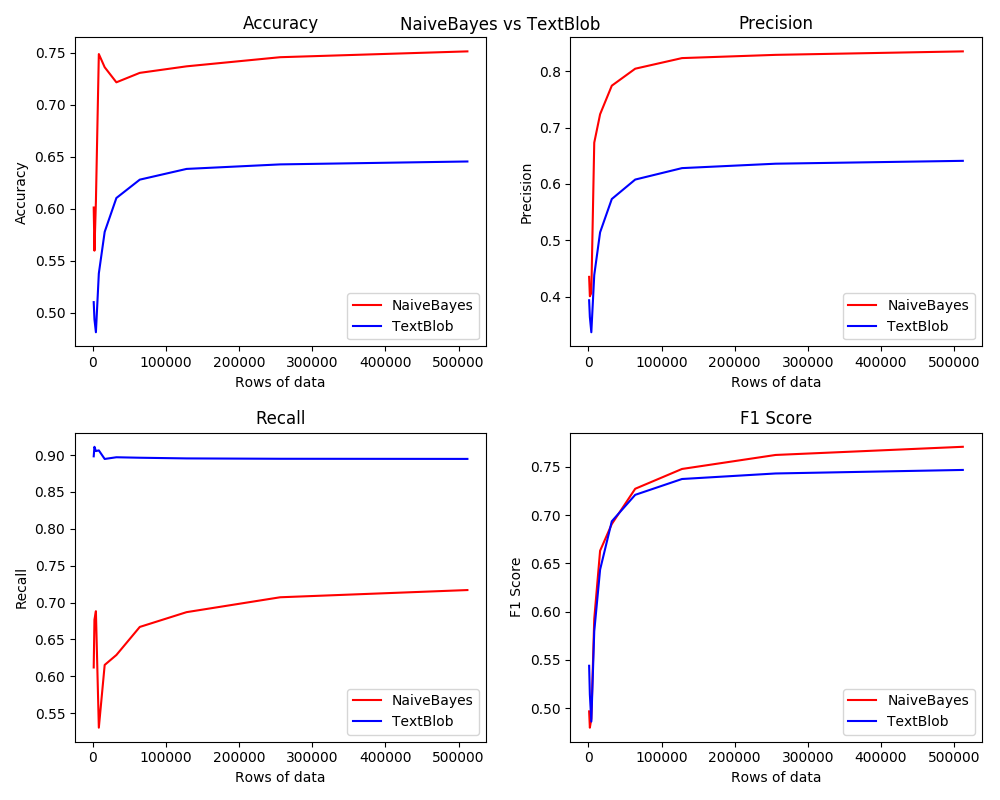 NaiveBayes vs TextBlob
Accuracy
Accuracy
0.75
0.70
0.65
0.60
0.55
0.50
0 100000 200000 300000 400000 500000
Rows of data
NaiveBayes
TextBlob
Precision
Precision
0.8
0.7
0.6
0.5
0.4
0 100000 200000 300000 400000 500000
Rows of data
NaiveBayes
TextBlob
Recall
Recall
0.90
0.85
0.80
0.75
0.70
0.65
0.60
0.55
0 100000 200000 300000 400000 500000
Rows of data
NaiveBayes
TextBlob
F1 Score
F1 Score
0.75
0.70
0.65
0.60
0.55
0.50
0 100000 200000 300000 400000 500000
Rows of data
NaiveBayes
TextBlob